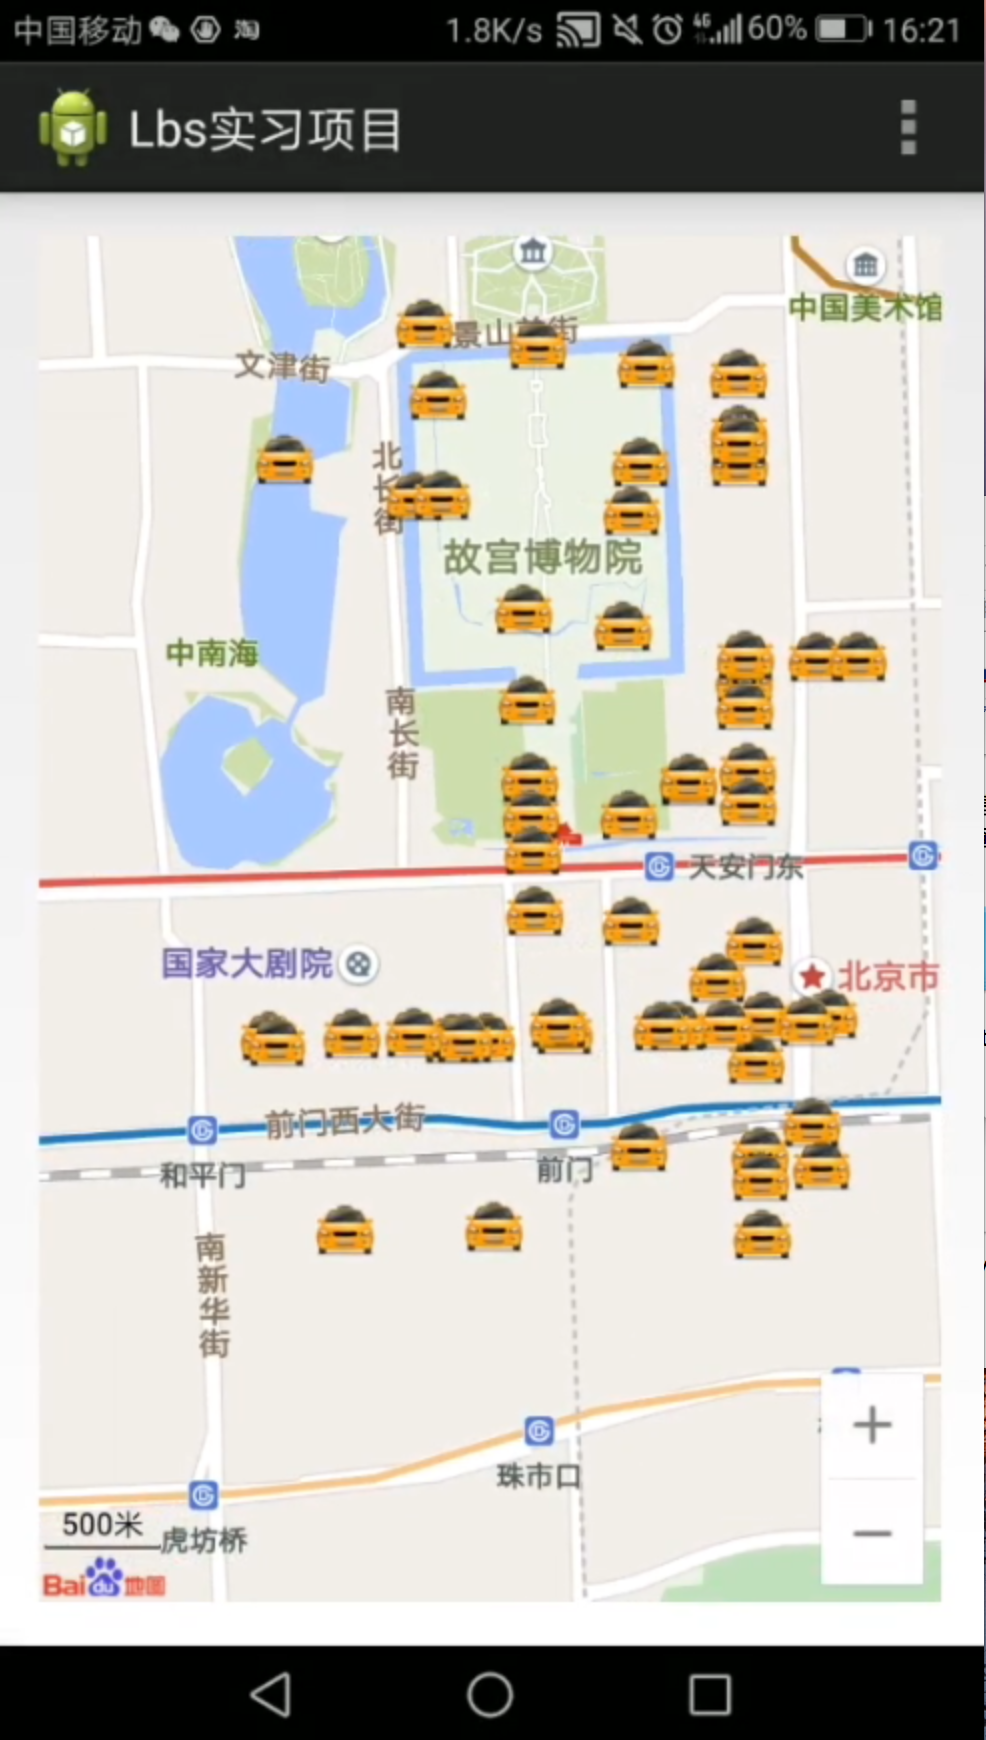 中国移动 淘 1.8K/s 4G 60% 16:21
Lbs实习项目
中国美术馆
文津街
北长街
故宫博物院
中南海
南长街
天安门东
国家大剧院
北京市
前门西大街
和平门
前门
南新华街
珠市口
500米
虎坊桥
Bai du 地图